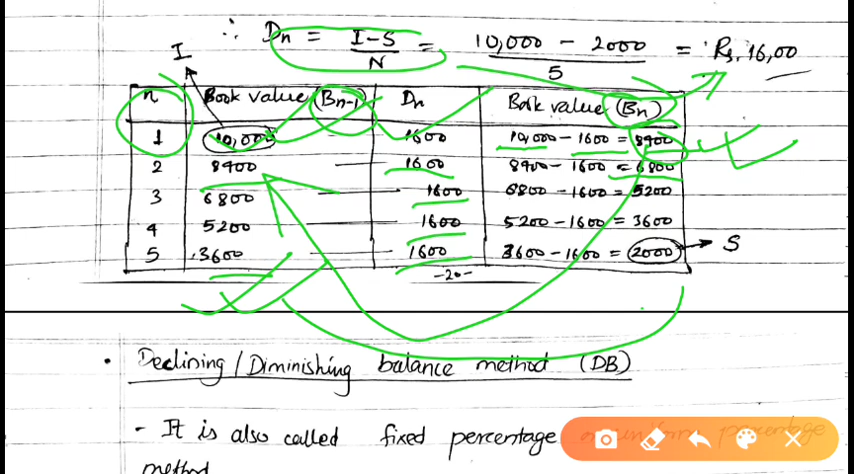 ∴ Dn = I-S / N = 10,000 - 2000 / 5 = Rs. 16,00
I
n Book value (Bn-1) Dn Book value (Bn)
1 10,000 1600 10,000 - 1600 = 8400
2 8400 — 1600 8400 - 1600 = 6800
3 6800 — 1600 6800 - 1600 = 5200
4 5200 — 1600 5200 - 1600 = 3600
5 3600 — 1600 3600 - 1600 = 2000 → S
-20-
• Declining / Diminishing balance method (DB)
- It is also called fixed percentage percentage
method